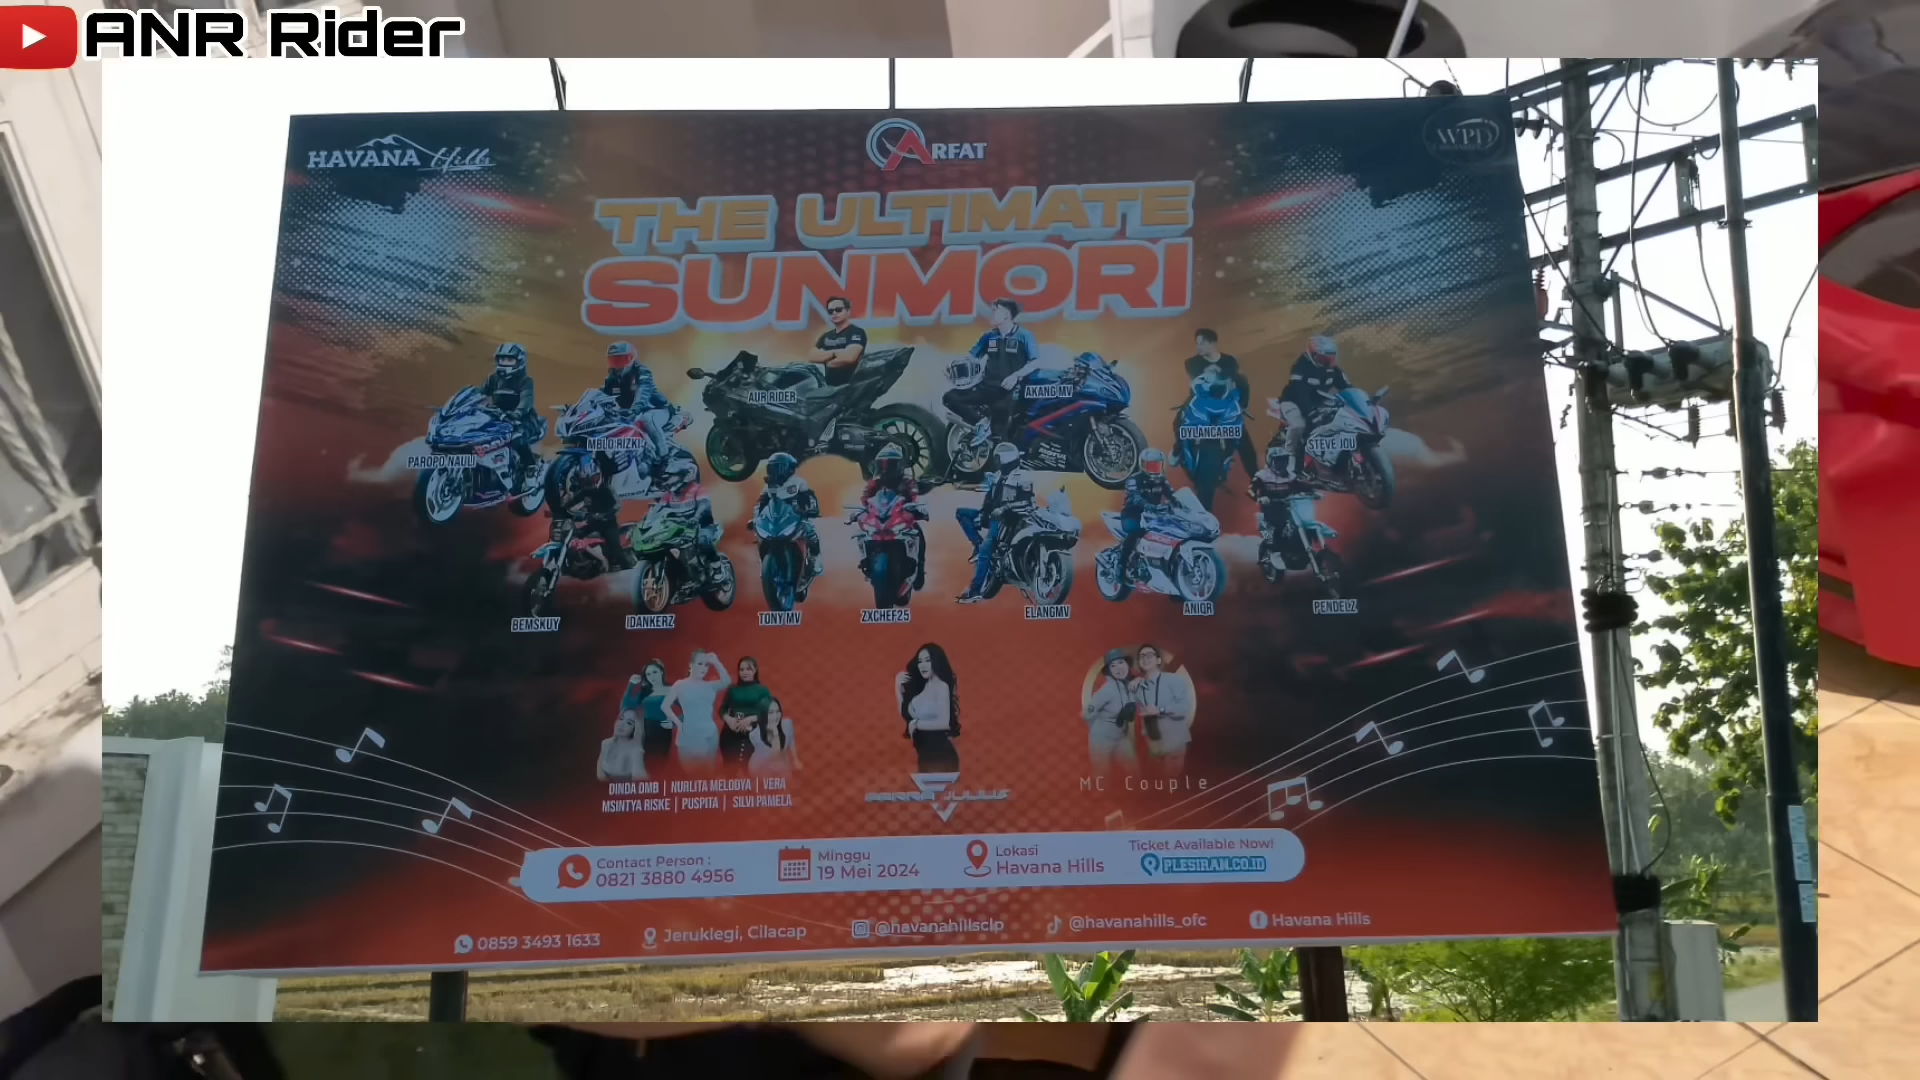 ANR Rider
HAVANA Hills
ARFAT
WPD
THE ULTIMATE
SUNMORI
AUR RIDER
AKANG MV
MBLO RIZKI
DYLANCAR88
STEVE JOU
PAROPO NAULI
BEMSKUY
IDANKERZ
TONY MV
ZXCHEF25
ELANGMV
ANIQR
PENDELZ
DINDA DMB | NURLITA MELODYA | VERA
MSINTYA RISKE | PUSPITA | SILVI PAMELA
MC Couple
Contact Person :
0821 3880 4956
Minggu
19 Mei 2024
Lokasi
Havana Hills
Ticket Available Now!
PLESIRAN.CO.ID
0859 3493 1633
Jeruklegi, Cilacap
@havanahillsclp
@havanahills_ofc
Havana Hills